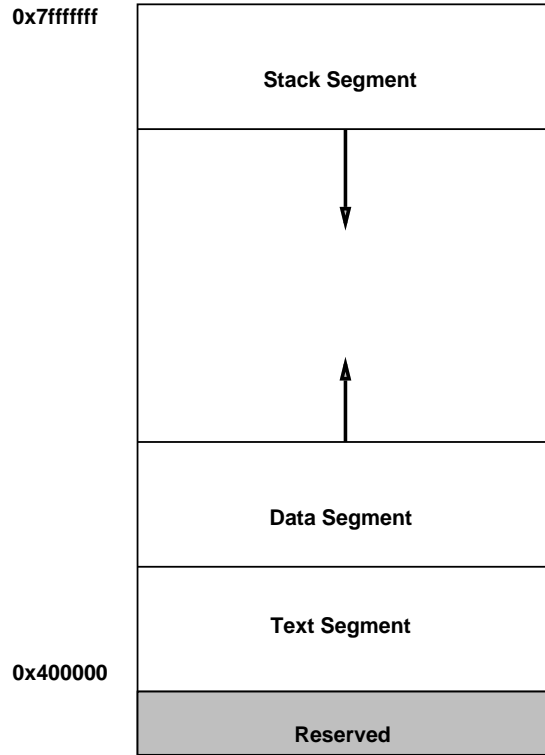 0x7fffffff
Stack Segment
Data Segment
Text Segment
0x400000
Reserved